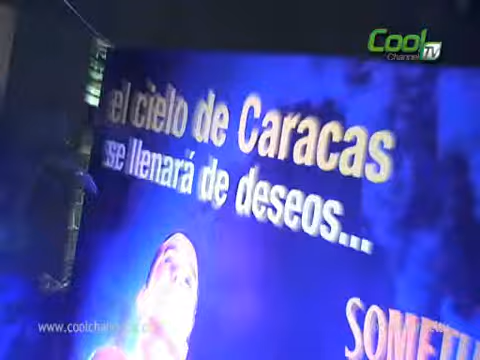 Cool
Channel TV
el cielo de Caracas
se llenará de deseos...